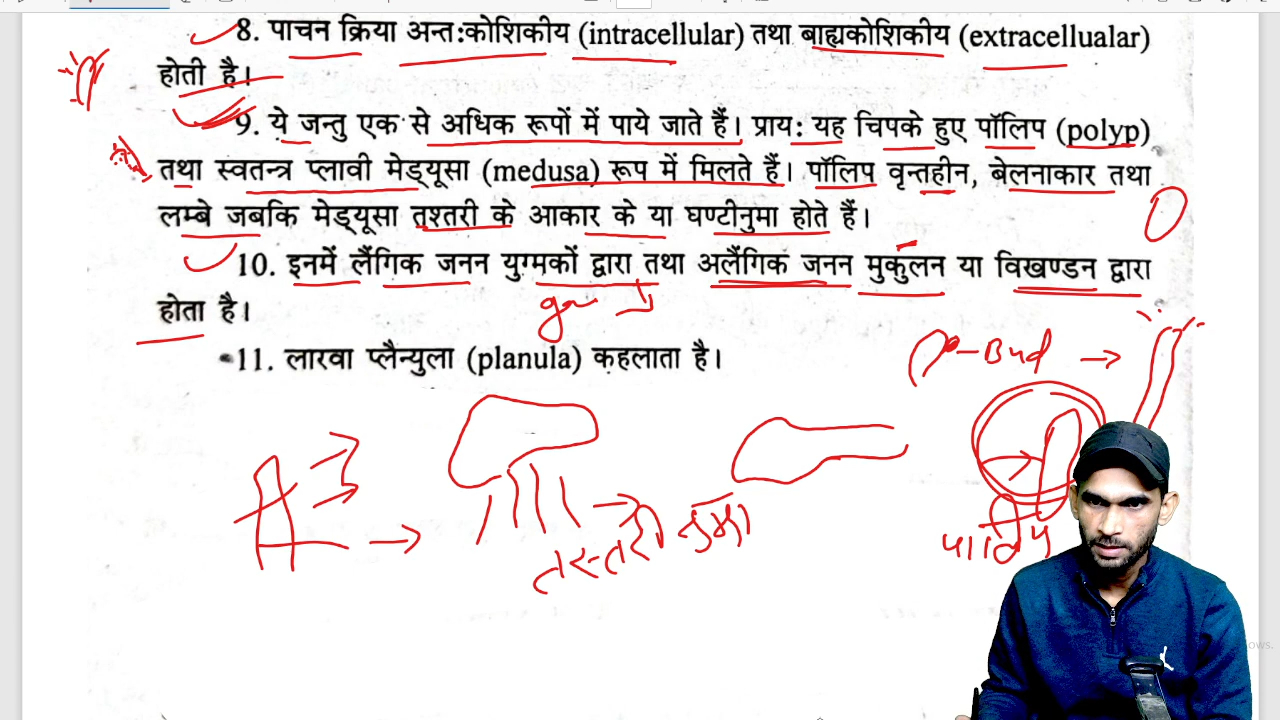 8. पाचन क्रिया अन्त:कोशिकीय (intracellular) तथा बाह्यकोशिकीय (extracellualar)
होती है।
9. ये जन्तु एक से अधिक रूपों में पाये जाते हैं। प्राय: यह चिपके हुए पॉलिप (polyp)
तथा स्वतन्त्र प्लावी मेड्यूसा (medusa) रूप में मिलते हैं। पॉलिप वृन्तहीन, बेलनाकार तथा
लम्बे जबकि मेड्यूसा तश्तरी के आकार के या घण्टीनुमा होते हैं।
10. इनमें लैंगिक जनन युग्मकों द्वारा तथा अलैंगिक जनन मुकुलन या विखण्डन द्वारा
होता है।
11. लारवा प्लैन्युला (planula) कहलाता है।
Bud
तस्तरी नुमा